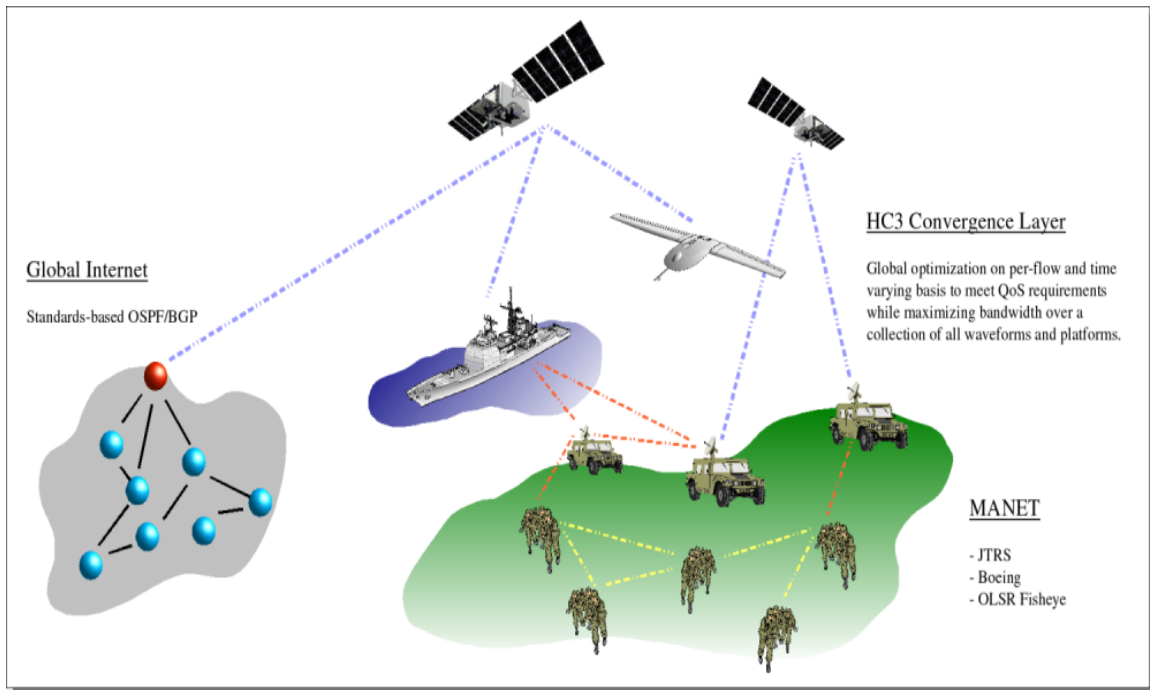 Global Internet
Standards-based OSPF/BGP
HC3 Convergence Layer
Global optimization on per-flow and time
varying basis to meet QoS requirements
while maximizing bandwidth over a
collection of all waveforms and platforms.
MANET
- JTRS
- Boeing
- OLSR Fisheye